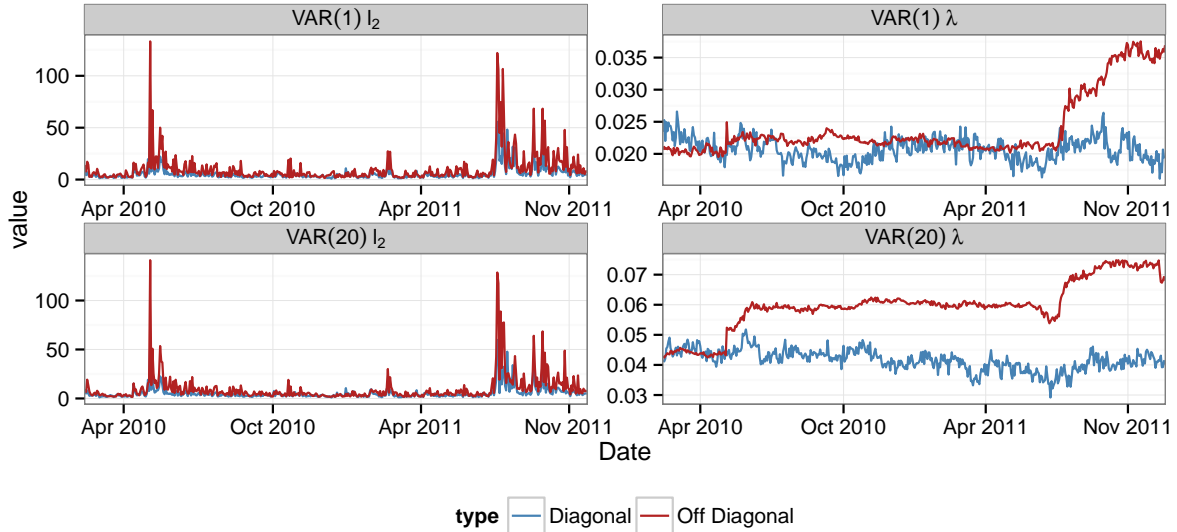 VAR(1) l₂
VAR(1) λ
100
50
0
0.035
0.030
0.025
0.020
Apr 2010 Oct 2010 Apr 2011 Nov 2011
Apr 2010 Oct 2010 Apr 2011 Nov 2011
value
VAR(20) l₂
VAR(20) λ
100
50
0
0.07
0.06
0.05
0.04
0.03
Apr 2010 Oct 2010 Apr 2011 Nov 2011
Apr 2010 Oct 2010 Apr 2011 Nov 2011
Date
type Diagonal Off Diagonal